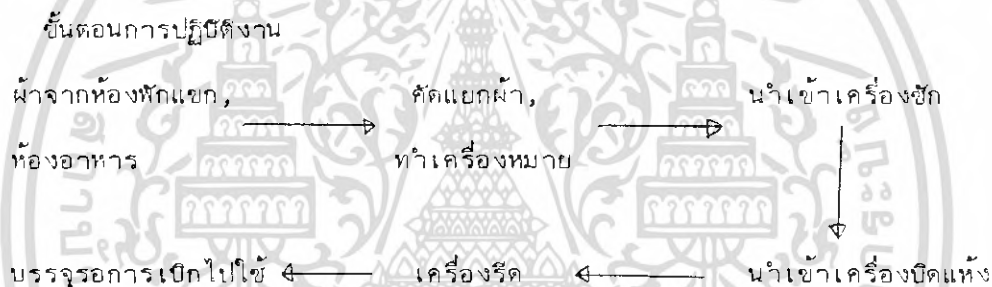 ขั้นตอนการปฏิบัติงาน
ผ้าจากห้องพักแขก, คัดแยกผ้า, นำเข้าเครื่องซัก
ห้องอาหาร ทำเครื่องหมาย
บรรจุรอการเบิกไปใช้ เครื่องรีด นำเข้าเครื่องบิดแห้ง